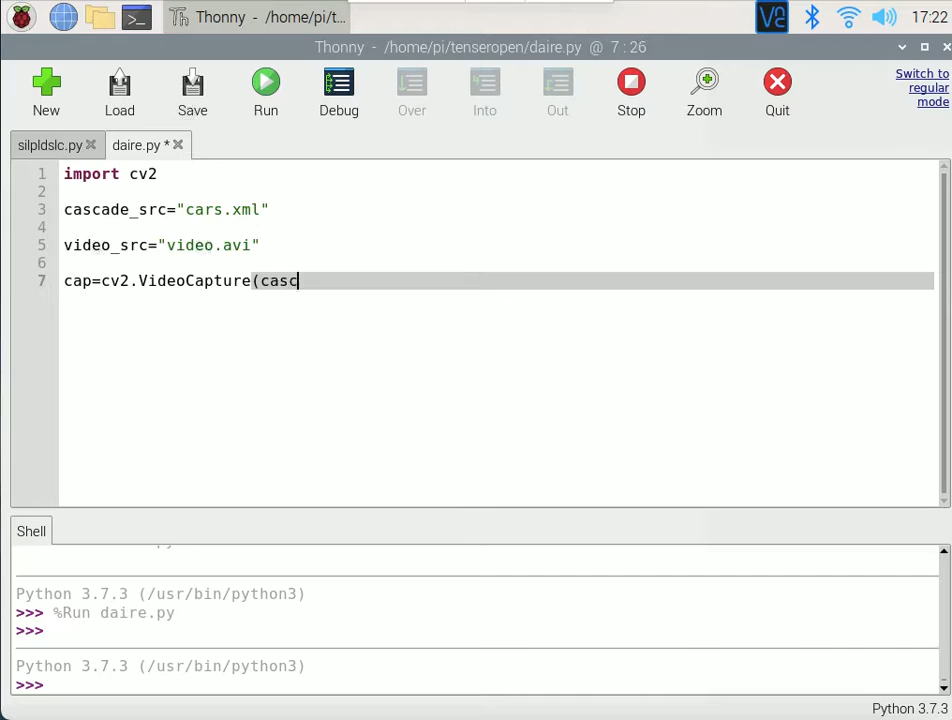 Thonny - /home/pi/t...
17:22
Thonny - /home/pi/tenseropen/daire.py @ 7 : 26
New
Load
Save
Run
Debug
Over
Into
Out
Stop
Zoom
Quit
Switch to
regular
mode
silpldslc.py
daire.py *
1 import cv2
2
3 cascade_src="cars.xml"
4
5 video_src="video.avi"
6
7 cap=cv2.VideoCapture(casc
Shell
Python 3.7.3 (/usr/bin/python3)
>>> %Run daire.py
>>>
Python 3.7.3 (/usr/bin/python3)
>>>
Python 3.7.3